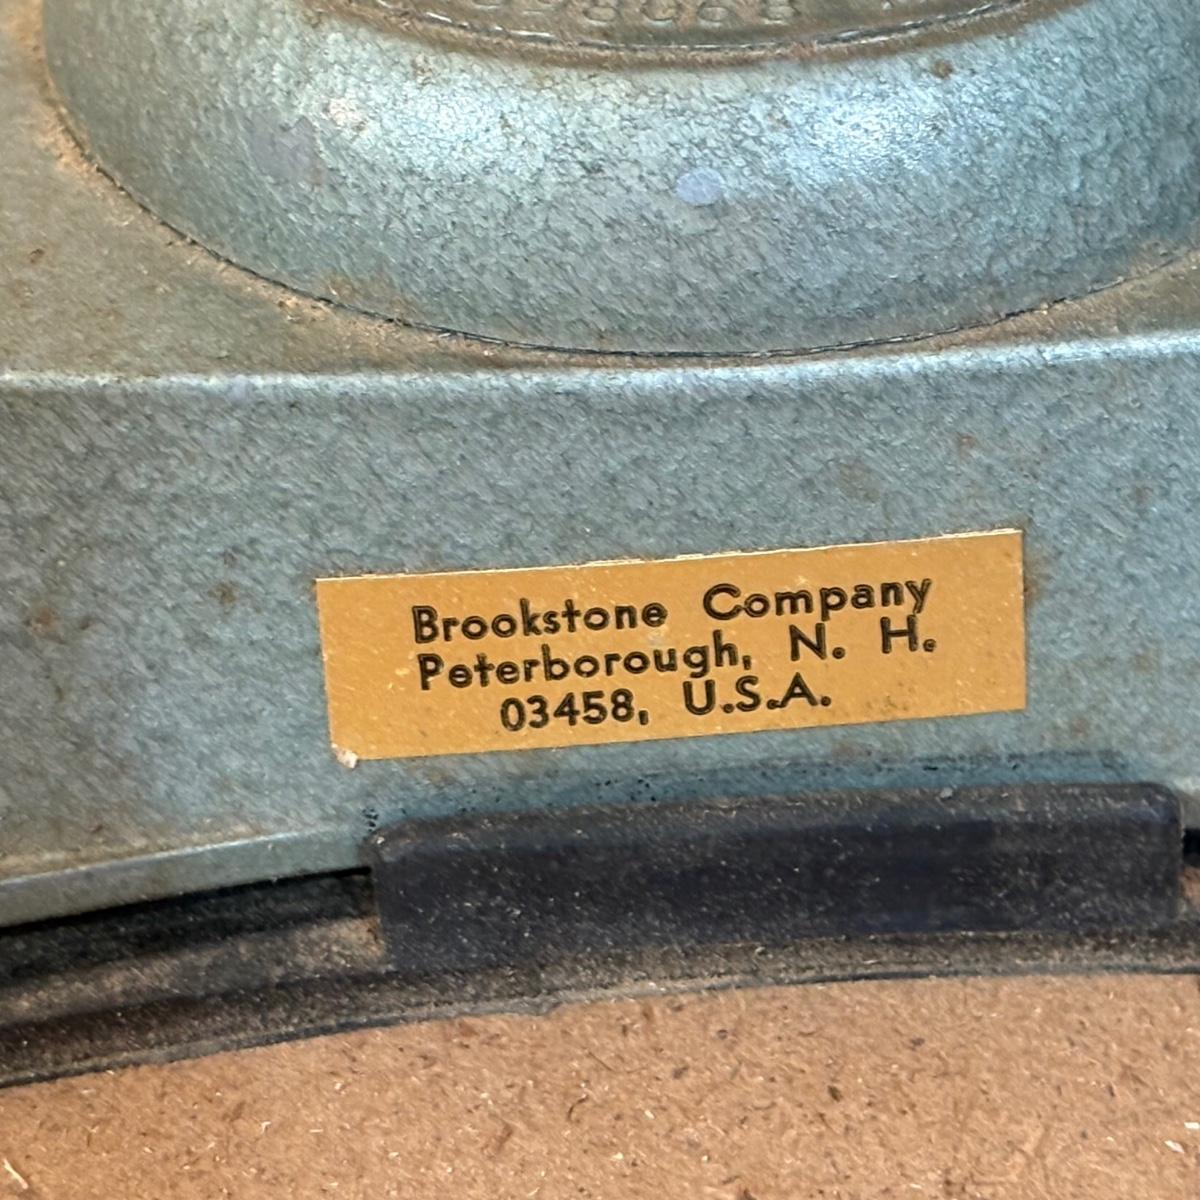 Brookstone Company
Peterborough, N. H.
03458, U.S.A.